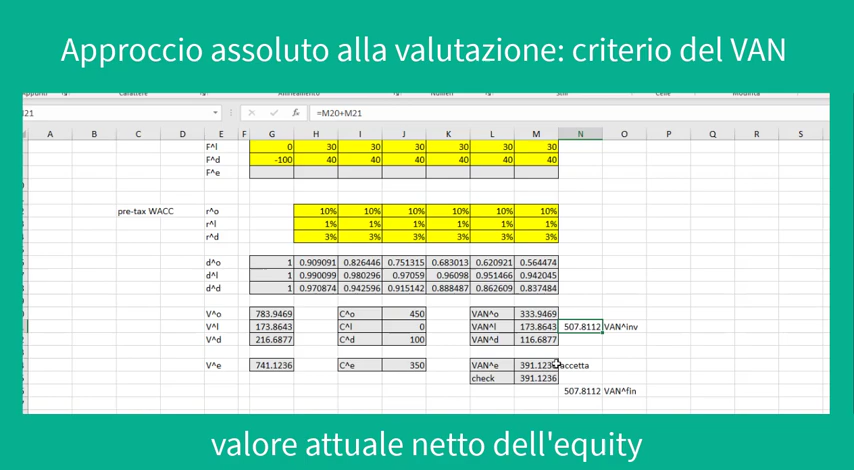 Approccio assoluto alla valutazione: criterio del VAN
=M20+M21
A B C D E F G H I J K L M N O P Q R S
F^l 0 30 30 30 30 30 30
F^d -100 40 40 40 40 40 40
F^e
pre-tax WACC r^o 10% 10% 10% 10% 10% 10%
r^l 1% 1% 1% 1% 1% 1%
r^d 3% 3% 3% 3% 3% 3%
d^o 1 0.909091 0.826446 0.751315 0.683013 0.620921 0.564474
d^l 1 0.990099 0.980296 0.97059 0.96098 0.951466 0.942045
d^d 1 0.970874 0.942596 0.915142 0.888487 0.862609 0.837484
V^o 783.9469 C^o 450 VAN^o 333.9469
V^l 173.8643 C^l 0 VAN^l 173.8643 507.8112 VAN^inv
V^d 216.6877 C^d 100 VAN^d 116.6877
V^e 741.1236 C^e 350 VAN^e 391.1236 accetta
check 391.1236
507.8112 VAN^fin
valore attuale netto dell'equity